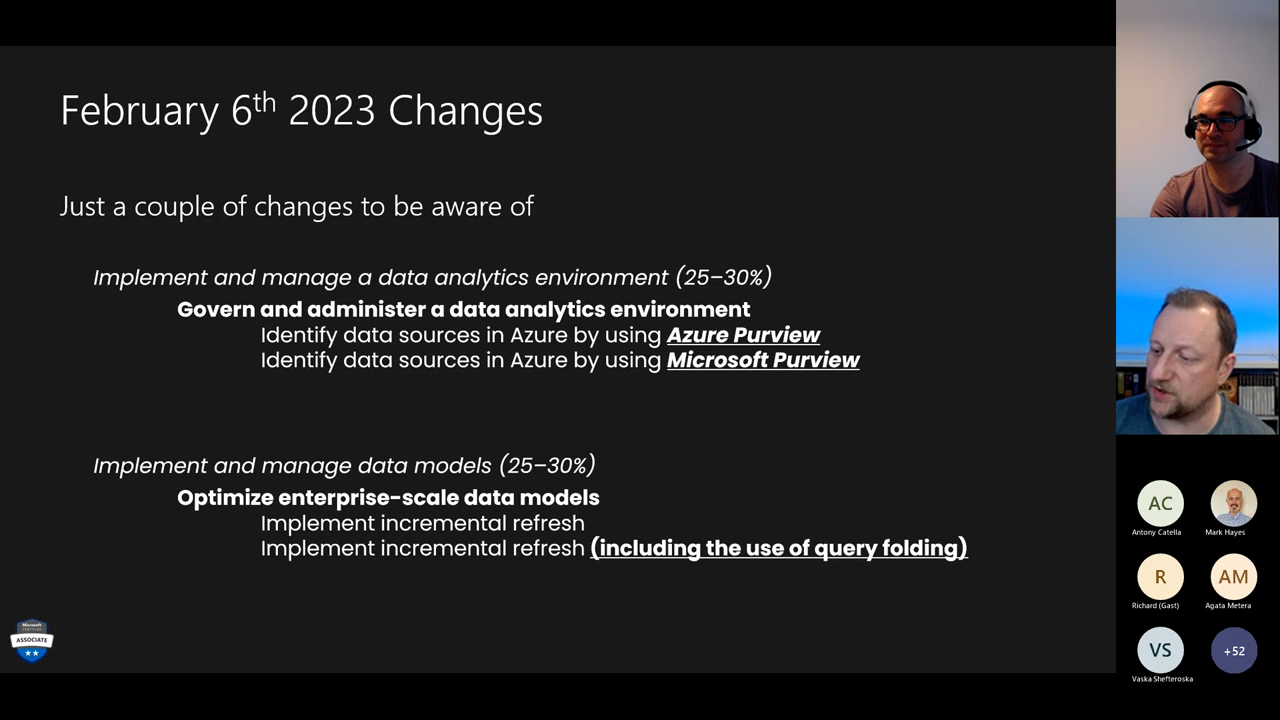 February 6th 2023 Changes
Just a couple of changes to be aware of
Implement and manage a data analytics environment (25–30%)
Govern and administer a data analytics environment
Identify data sources in Azure by using Azure Purview
Identify data sources in Azure by using Microsoft Purview
Implement and manage data models (25–30%)
Optimize enterprise-scale data models
Implement incremental refresh
Implement incremental refresh (including the use of query folding)
Microsoft
ASSOCIATE
AC
Antony Catella
Mark Hayes
R
AM
Richard (Gast)
Agata Metera
VS
+52
Vaska Shefteroska